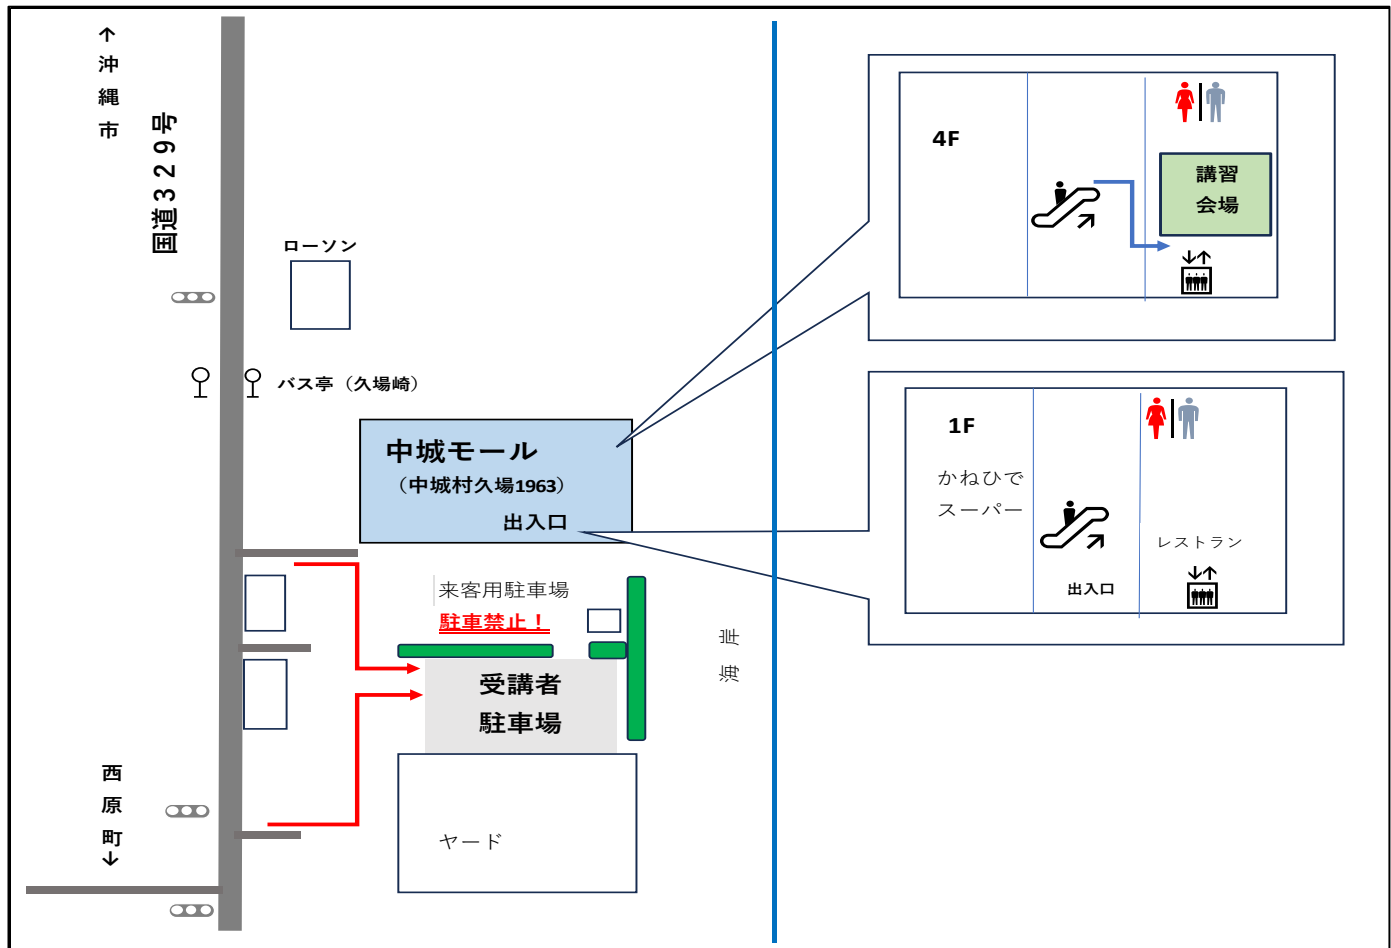 ↑沖縄市
国道３２９号
ローソン
バス亭（久場崎）
中城モール
（中城村久場1963）
出入口
来客用駐車場
駐車禁止！
受講者
駐車場
ヤード
西原町↓
海岸
4F
講習
会場
↓↑
1F
かねひで
スーパー
出入口
レストラン
↓↑